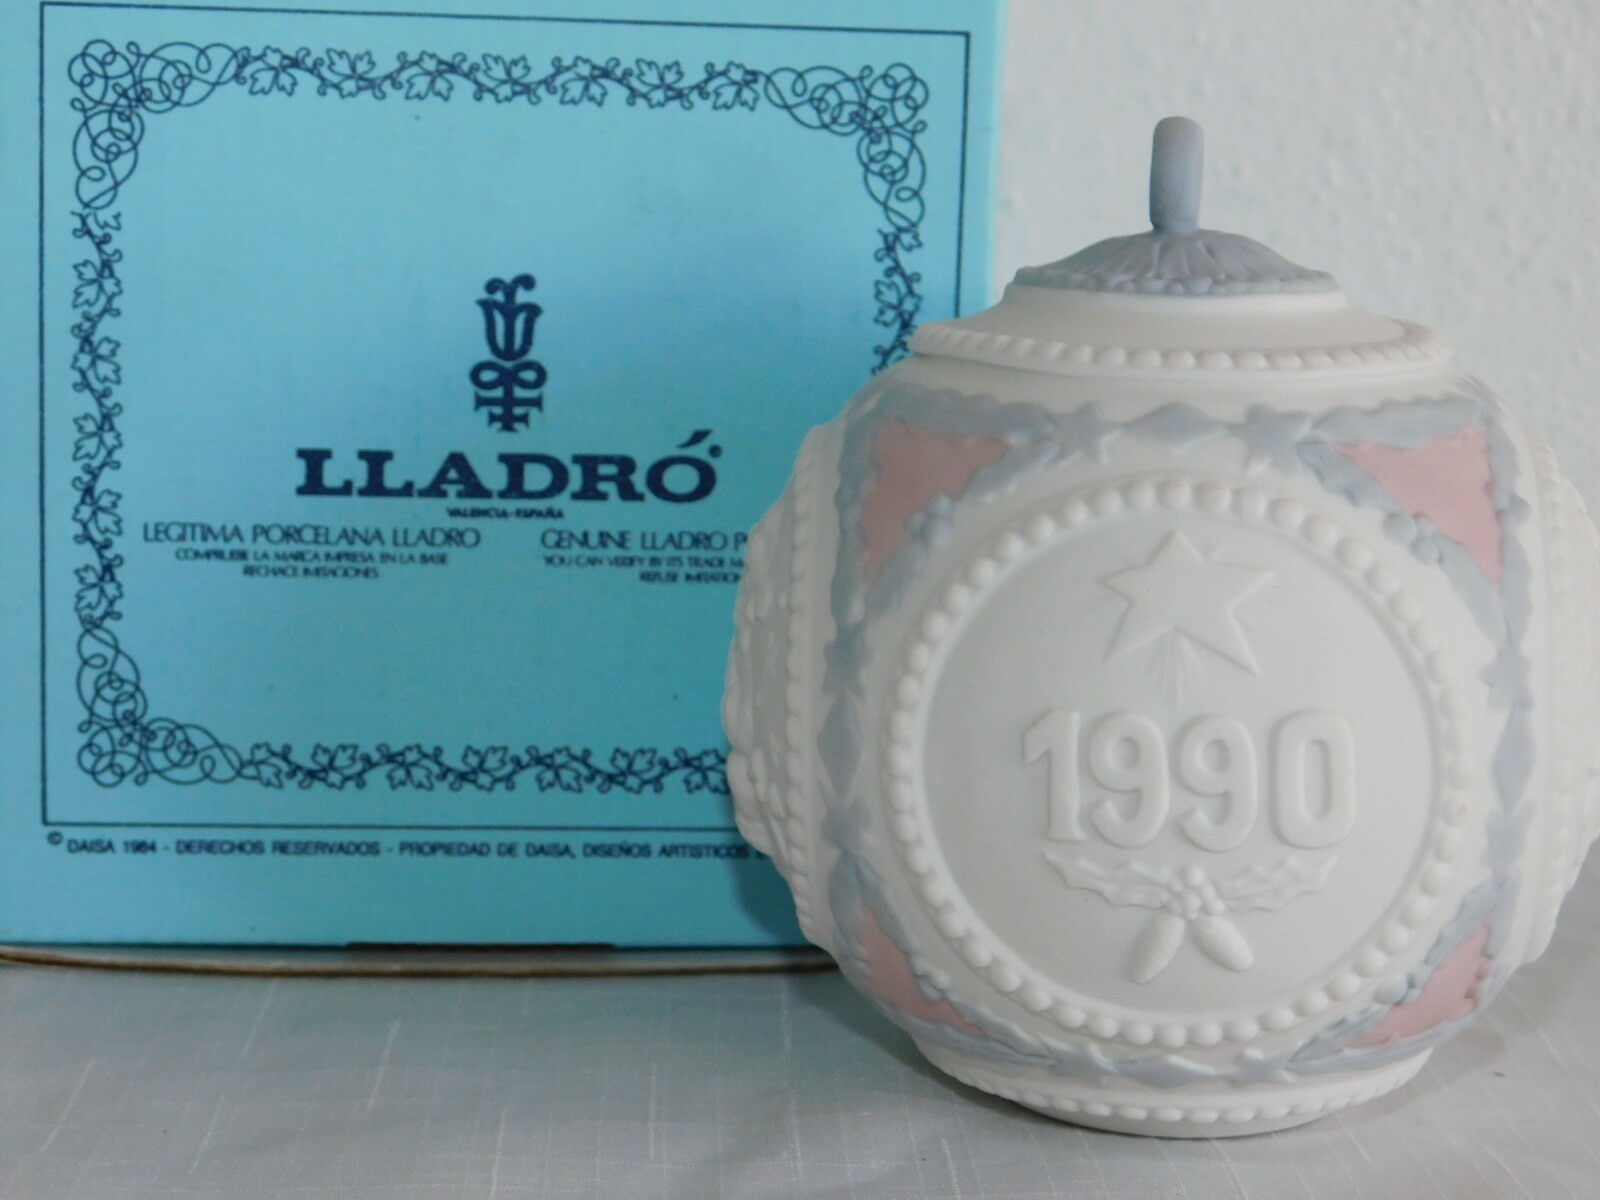 LLADRÓ®
VALENCIA-ESPAÑA
LEGITIMA PORCELANA LLADRO
COMPRUEBE LA MARCA IMPRESA EN LA BASE
RECHACE IMITACIONES
GENUINE LLADRO P
YOU CAN VERIFY BY ITS TRADE MA
REFUSE IMITATION
© DAISA 1984 - DERECHOS RESERVADOS - PROPIEDAD DE DAISA, DISEÑOS ARTISTICOS
1990